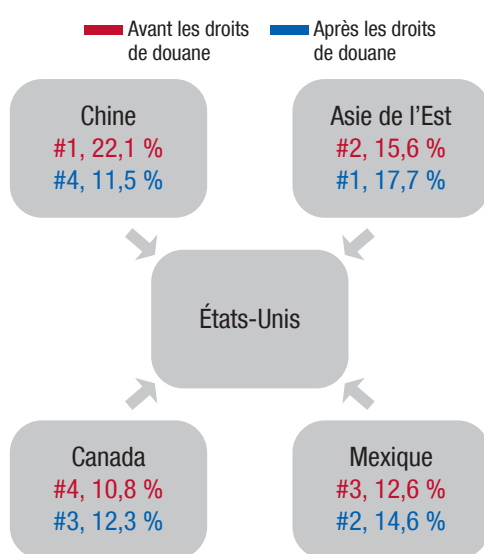 Avant les droits
de douane
Après les droits
de douane
Chine
#1, 22,1 %
#4, 11,5 %
Asie de l’Est
#2, 15,6 %
#1, 17,7 %
États-Unis
Canada
#4, 10,8 %
#3, 12,3 %
Mexique
#3, 12,6 %
#2, 14,6 %